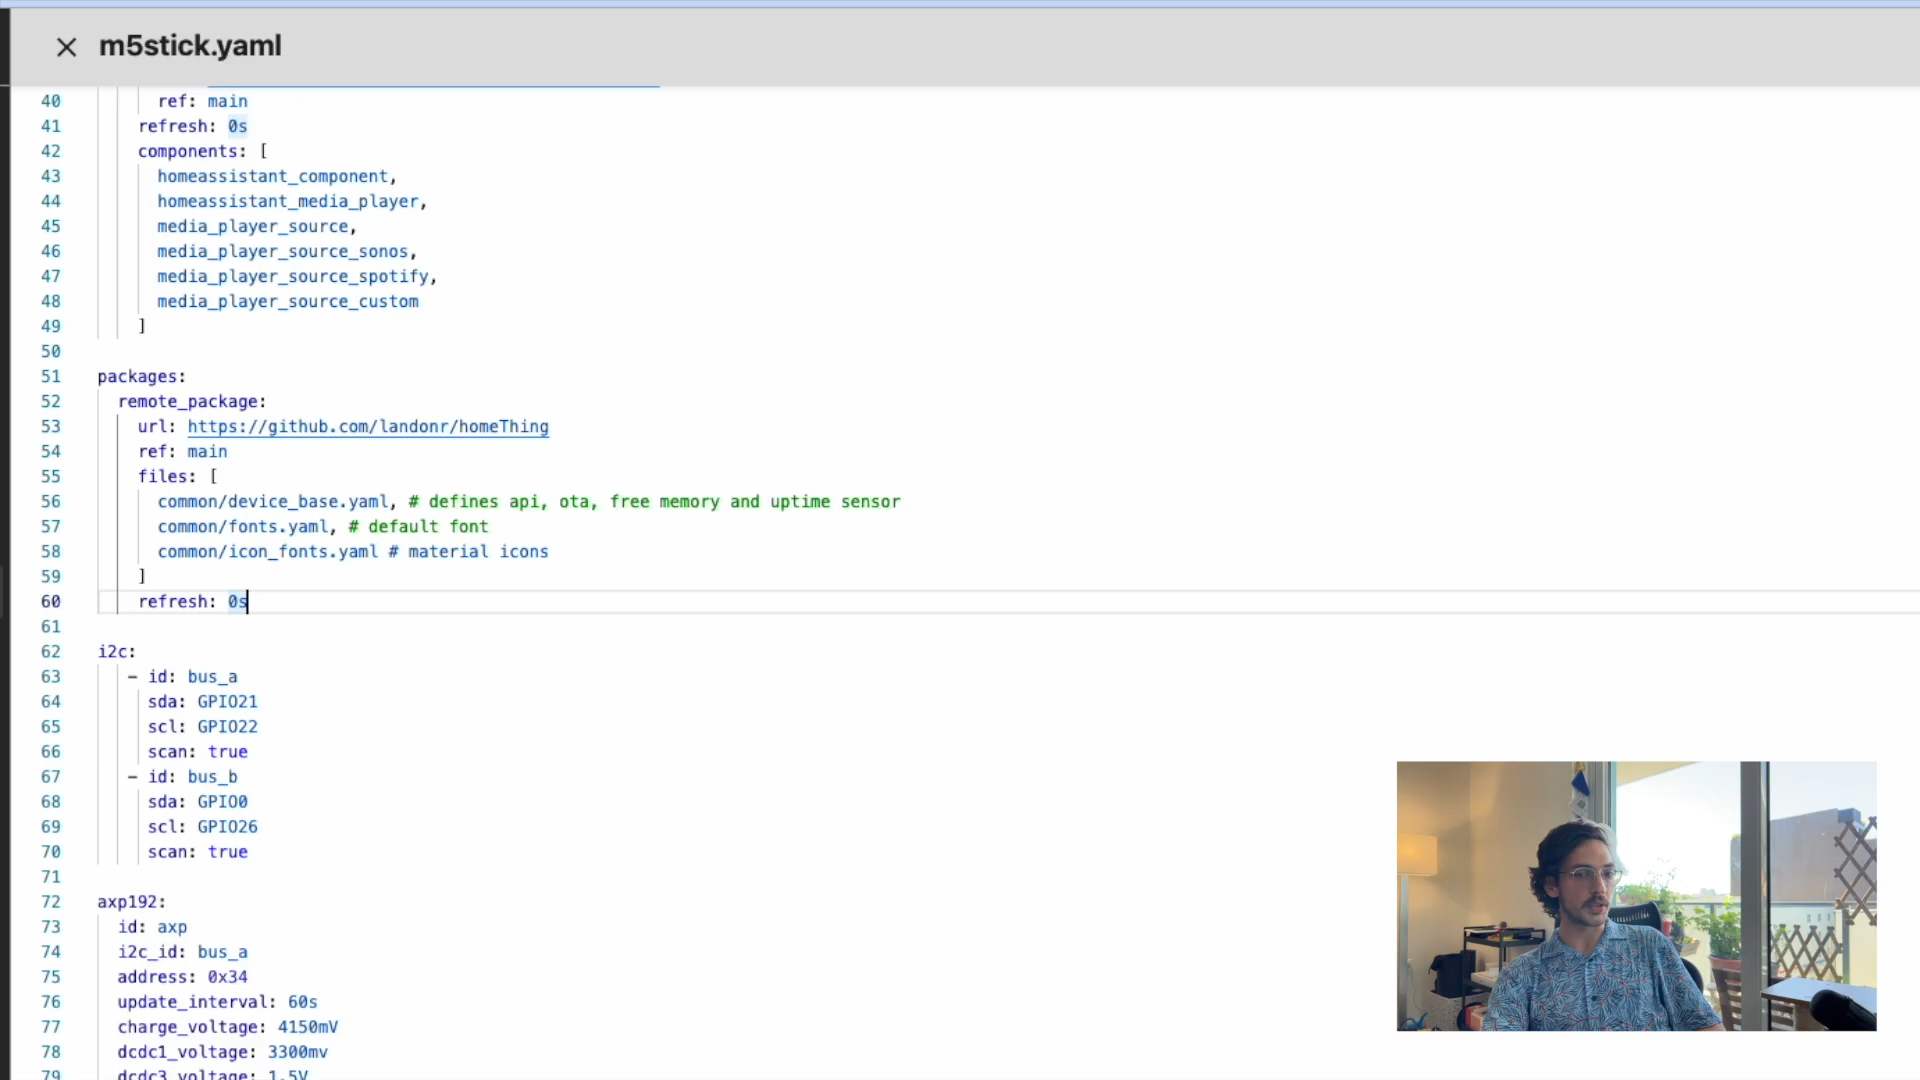 m5stick.yaml
40 ref: main
41 refresh: 0s
42 components: [
43 homeassistant_component,
44 homeassistant_media_player,
45 media_player_source,
46 media_player_source_sonos,
47 media_player_source_spotify,
48 media_player_source_custom
49 ]
50
51 packages:
52 remote_package:
53 url: https://github.com/landonr/homeThing
54 ref: main
55 files: [
56 common/device_base.yaml, # defines api, ota, free memory and uptime sensor
57 common/fonts.yaml, # default font
58 common/icon_fonts.yaml # material icons
59 ]
60 refresh: 0s
61
62 i2c:
63 - id: bus_a
64 sda: GPIO21
65 scl: GPIO22
66 scan: true
67 - id: bus_b
68 sda: GPIO0
69 scl: GPIO26
70 scan: true
71
72 axp192:
73 id: axp
74 i2c_id: bus_a
75 address: 0x34
76 update_interval: 60s
77 charge_voltage: 4150mV
78 dcdc1_voltage: 3300mv
79 dcdc3_voltage: 1.5V